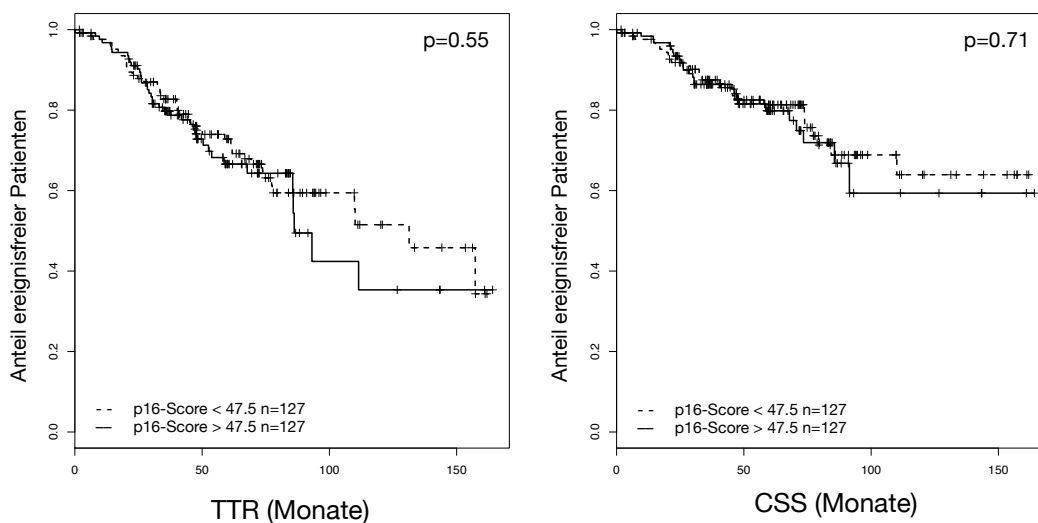 p=0.55
Anteil ereignisfreier Patienten
1.0
0.8
0.6
0.4
0.2
0.0
p16-Score < 47.5 n=127
p16-Score > 47.5 n=127
0 50 100 150
TTR (Monate)
p=0.71
Anteil ereignisfreier Patienten
1.0
0.8
0.6
0.4
0.2
0.0
p16-Score < 47.5 n=127
p16-Score > 47.5 n=127
0 50 100 150
CSS (Monate)